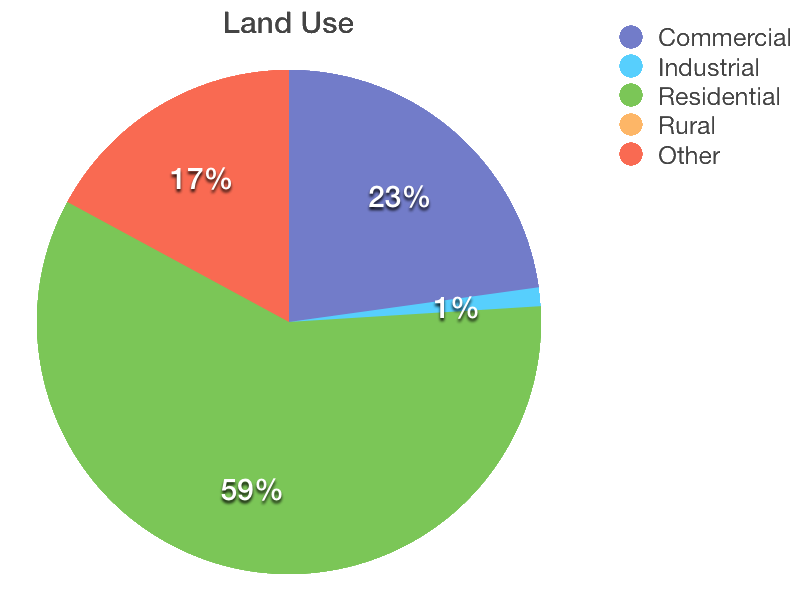 Land Use
Commercial
Industrial
Residential
Rural
Other
17%
23%
1%
59%